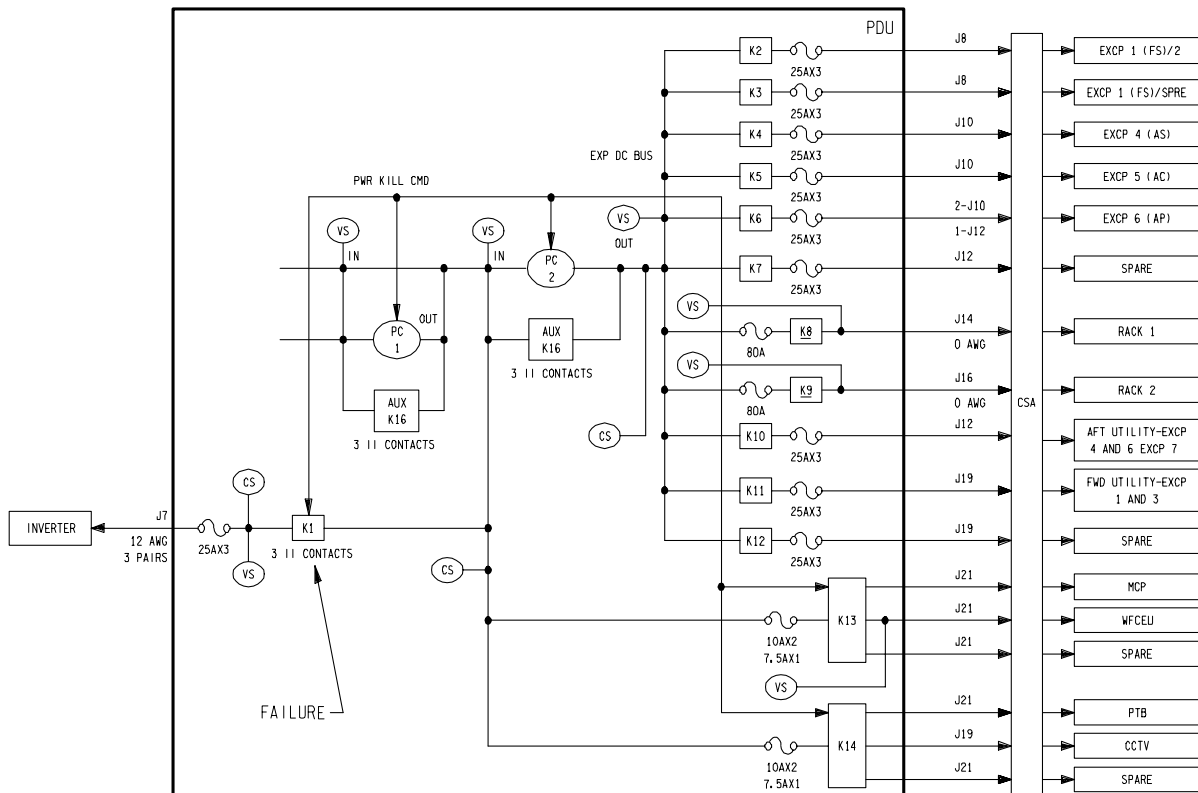 PDU
K2
25AX3
J8
EXCP 1 (FS)/2
K3
25AX3
J8
EXCP 1 (FS)/SPRE
K4
25AX3
J10
EXCP 4 (AS)
EXP DC BUS
K5
25AX3
J10
EXCP 5 (AC)
PWR KILL CMD
K6
25AX3
2-J10
1-J12
EXCP 6 (AP)
VS
IN
VS
IN
VS
OUT
PC
2
K7
25AX3
J12
SPARE
PC
1
OUT
AUX
K16
3 || CONTACTS
AUX
K16
3 || CONTACTS
VS
80A
K8
J14
0 AWG
RACK 1
VS
80A
K9
J16
0 AWG
RACK 2
CSA
CS
K10
25AX3
J12
AFT UTILITY-EXCP
4 AND 6 EXCP 7
K11
25AX3
J19
FWD UTILITY-EXCP
1 AND 3
K12
25AX3
J19
SPARE
INVERTER
J7
12 AWG
3 PAIRS
25AX3
CS
VS
K1
3 || CONTACTS
CS
FAILURE
10AX2
7.5AX1
K13
J21
MCP
J21
WFCEU
J21
SPARE
VS
10AX2
7.5AX1
K14
J21
PTB
J19
CCTV
J21
SPARE